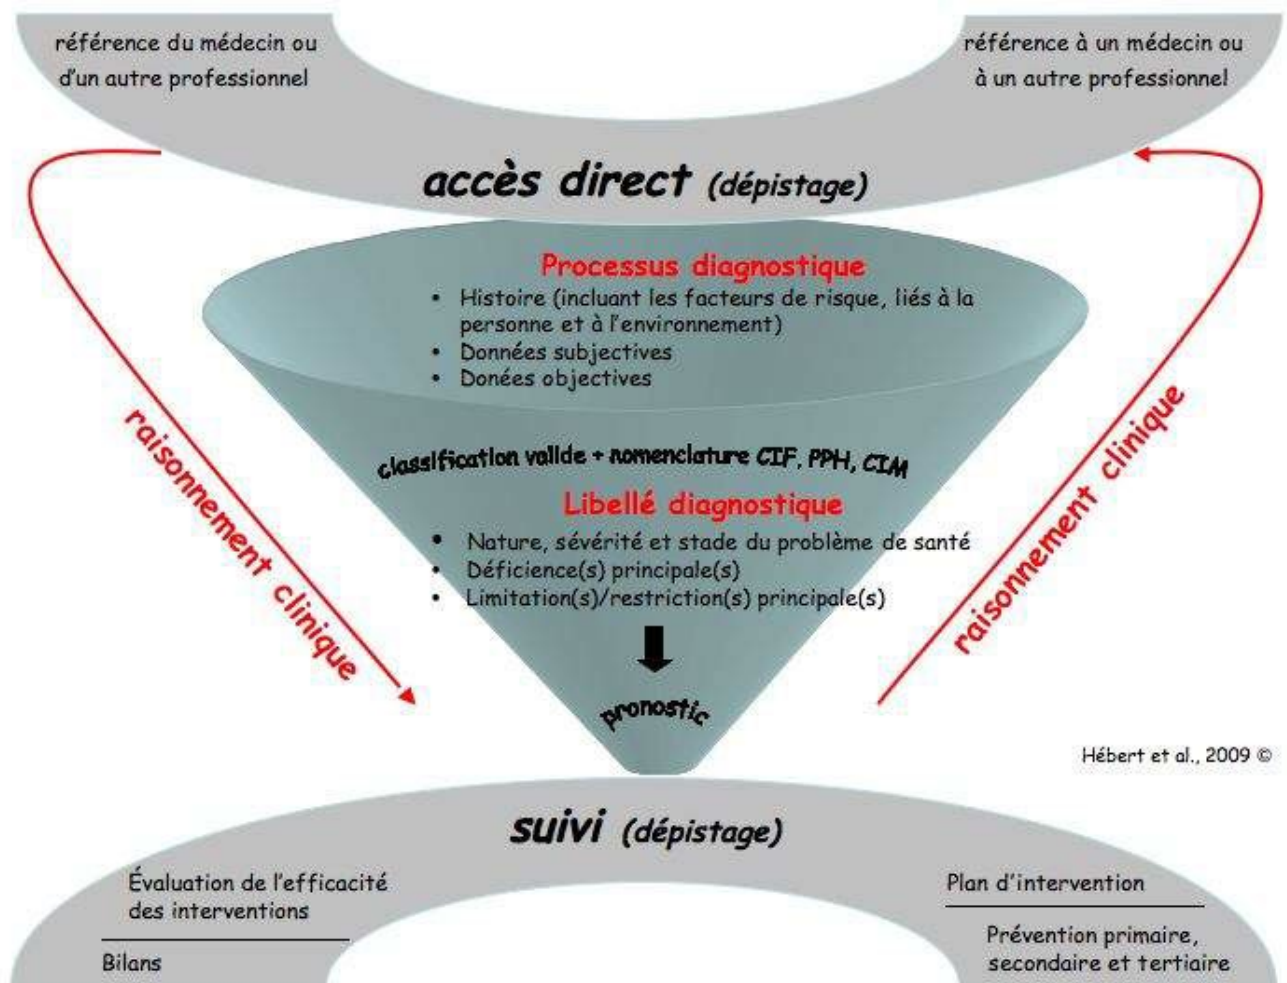 référence du médecin ou
d'un autre professionnel
référence à un médecin ou
à un autre professionnel
accès direct (dépistage)
Processus diagnostique
• Histoire (incluant les facteurs de risque, liés à la
personne et à l'environnement)
• Données subjectives
• Donées objectives
classification valide + nomenclature CIF, PPH, CIM
Libellé diagnostique
• Nature, sévérité et stade du problème de santé
• Déficience(s) principale(s)
• Limitation(s)/restriction(s) principale(s)
pronostic
raisonnement clinique
raisonnement clinique
Hébert et al., 2009 ©
suivi (dépistage)
Évaluation de l'efficacité
des interventions
Bilans
Plan d'intervention
Prévention primaire,
secondaire et tertiaire